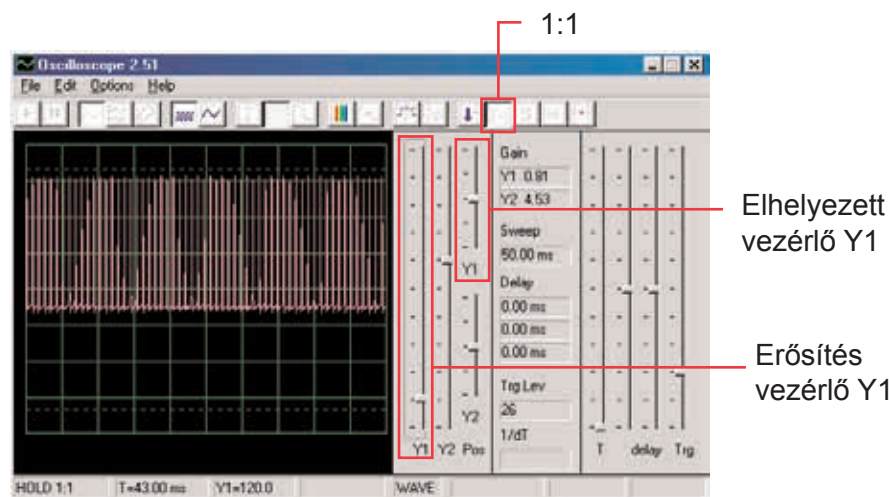 1:1
Oscilloscope 2.51
File Edit Options Help
Gain
Y1 0.81
Y2 4.53
Sweep
50.00 ms
Delay
0.00 ms
0.00 ms
0.00 ms
Trg Lev
26
1/dT
Y1
Y2
Y1 Y2 Pos
T delay Trg
Elhelyezett
vezérlő Y1
Erősítés
vezérlő Y1
HOLD 1:1 T=43.00 ms Y1=120.0 WAVE